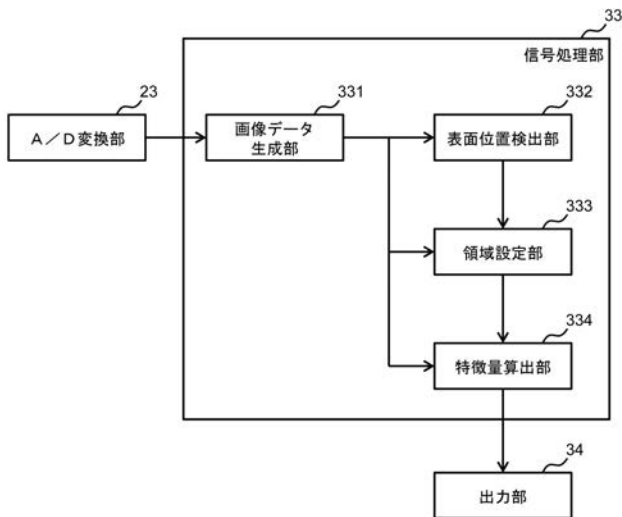 33
信号処理部
23
331
332
A／D変換部
画像データ
生成部
表面位置検出部
333
領域設定部
334
特徴量算出部
34
出力部